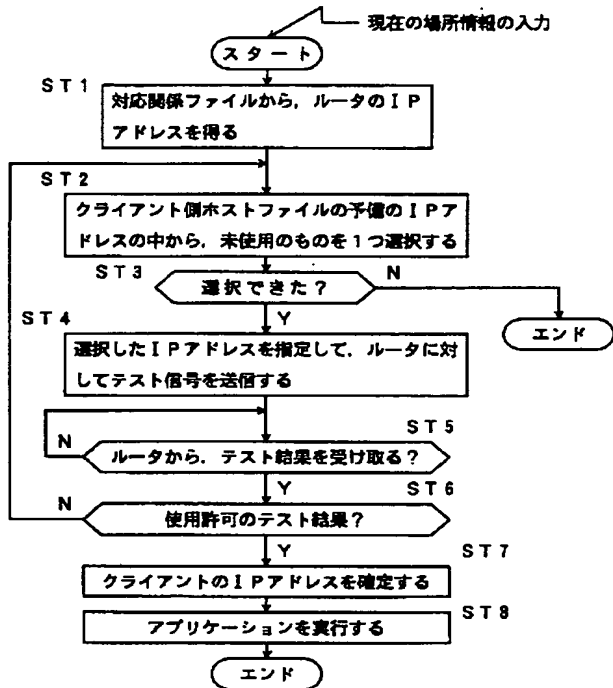 現在の場所情報の入力
スタート
ST1
対応関係ファイルから,ルータのIP
アドレスを得る
ST2
クライアント側ホストファイルの予備のIPア
ドレスの中から,未使用のものを1つ選択する
ST3
選択できた?
N
Y
エンド
ST4
選択したIPアドレスを指定して,ルータに対
してテスト信号を送信する
ST5
N
ルータから,テスト結果を受け取る?
Y
ST6
N
使用許可のテスト結果?
Y
ST7
クライアントのIPアドレスを確定する
ST8
アプリケーションを実行する
エンド